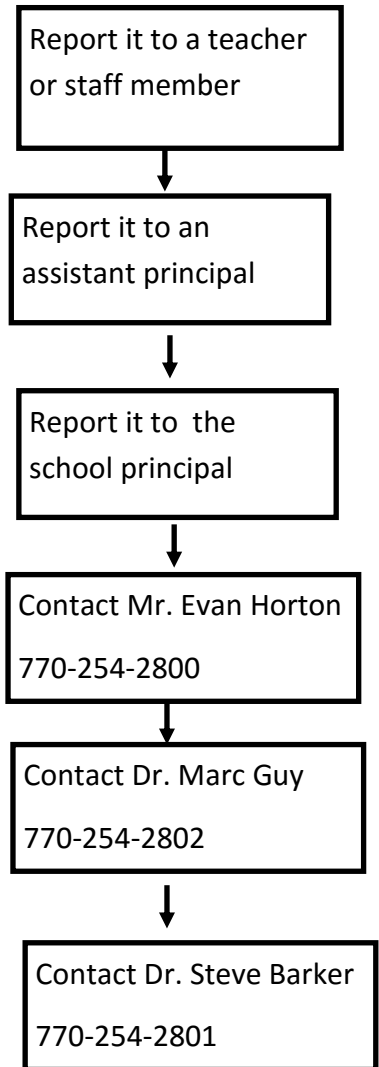 Report it to a teacher
or staff member
Report it to an
assistant principal
Report it to the
school principal
Contact Mr. Evan Horton
770-254-2800
Contact Dr. Marc Guy
770-254-2802
Contact Dr. Steve Barker
770-254-2801